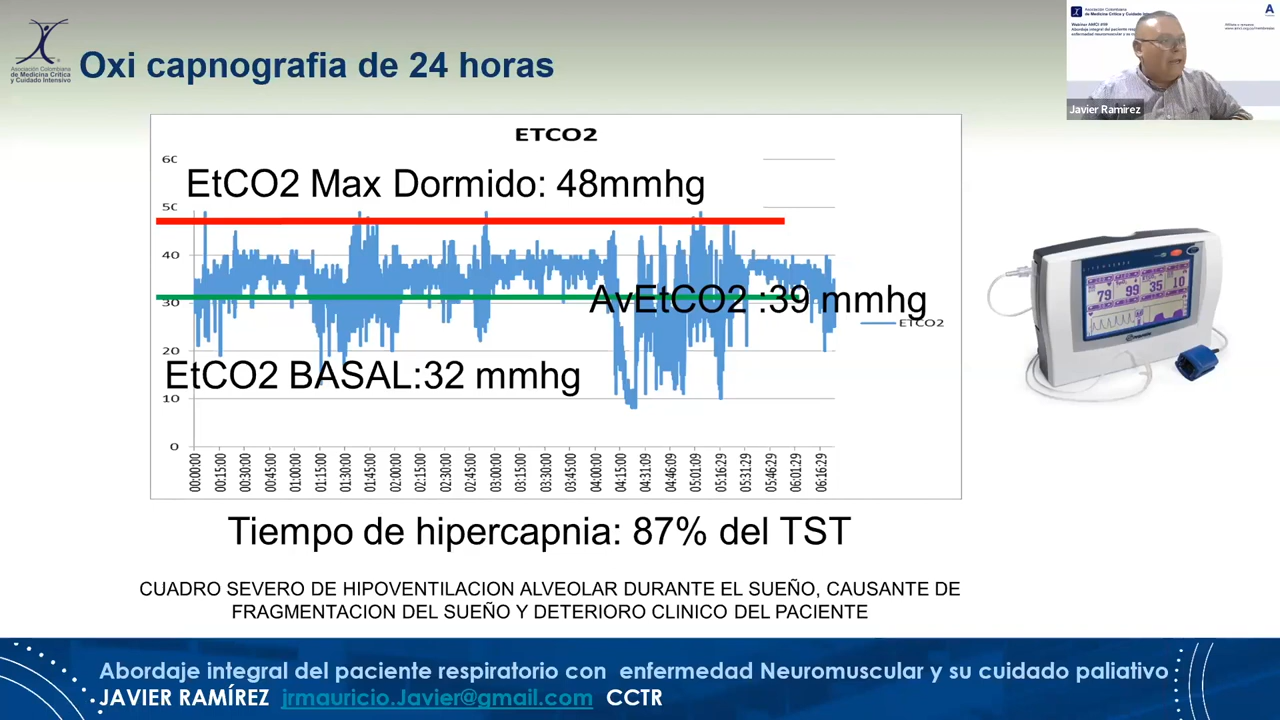 Asociación Colombiana
de Medicina Crítica
y Cuidado Intensivo
Oxi capnografia de 24 horas
Asociación Colombiana
de Medicina Crítica y Cuidado
Javier Ramirez
ETCO2
60
EtCO2 Max Dormido: 48mmhg
50
40
30
AvEtCO2 :39 mmhg
ETCO2
20
EtCO2 BASAL:32 mmhg
10
0
00:00:00 00:15:00 00:30:00 00:45:00 01:00:00 01:15:00 01:30:00 01:45:00 02:00:00 02:15:00 02:30:00 02:45:00 03:00:00 03:15:00 03:30:00 03:45:00 04:00:00 04:15:00 04:31:09 04:46:09 05:01:09 05:16:29 05:31:29 05:46:29 06:01:29 06:16:29
79 99 35 10
Tiempo de hipercapnia: 87% del TST
CUADRO SEVERO DE HIPOVENTILACION ALVEOLAR DURANTE EL SUEÑO, CAUSANTE DE
FRAGMENTACION DEL SUEÑO Y DETERIORO CLINICO DEL PACIENTE
Abordaje integral del paciente respiratorio con enfermedad Neuromuscular y su cuidado paliativo
JAVIER RAMÍREZ jrmauricio.Javier@gmail.com CCTR